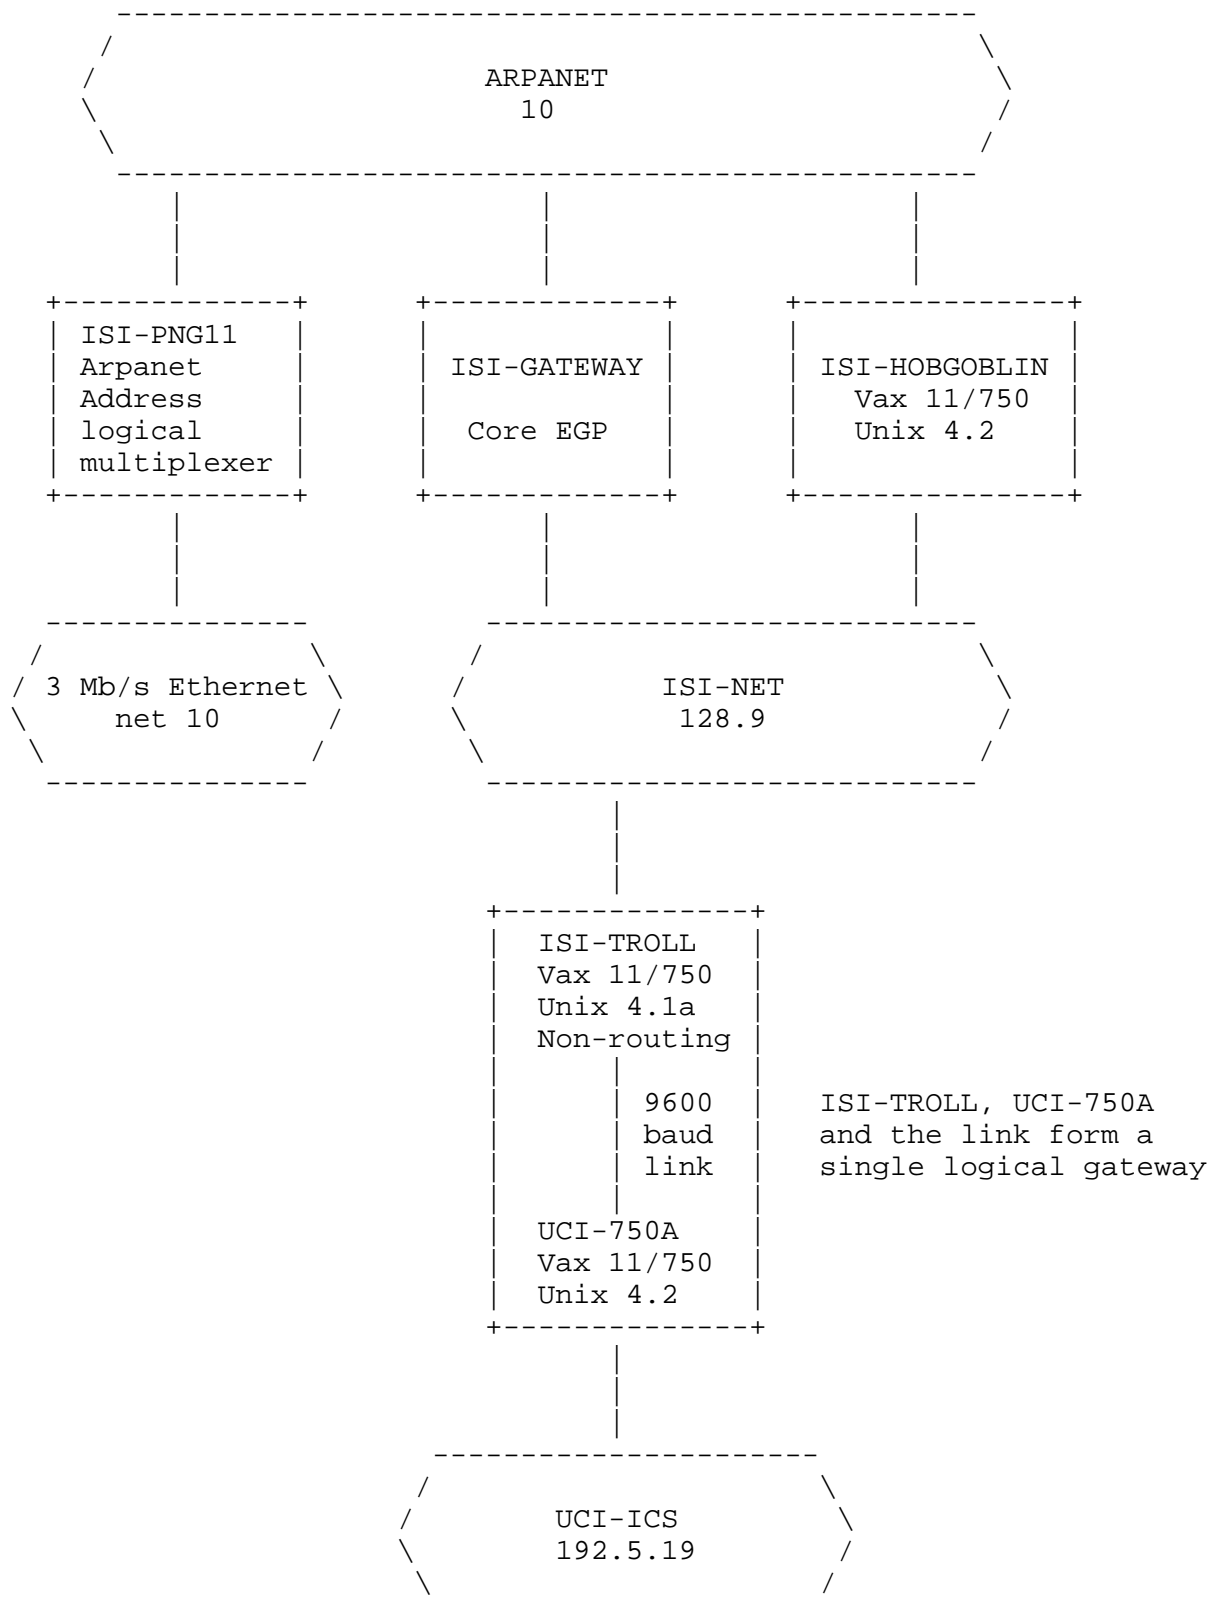 ARPANET
10
ISI-PNG11
Arpanet
Address
logical
multiplexer
ISI-GATEWAY
Core EGP
ISI-HOBGOBLIN
Vax 11/750
Unix 4.2
3 Mb/s Ethernet
net 10
ISI-NET
128.9
ISI-TROLL
Vax 11/750
Unix 4.1a
Non-routing
9600
baud
link
ISI-TROLL, UCI-750A
and the link form a
single logical gateway
UCI-750A
Vax 11/750
Unix 4.2
UCI-ICS
192.5.19